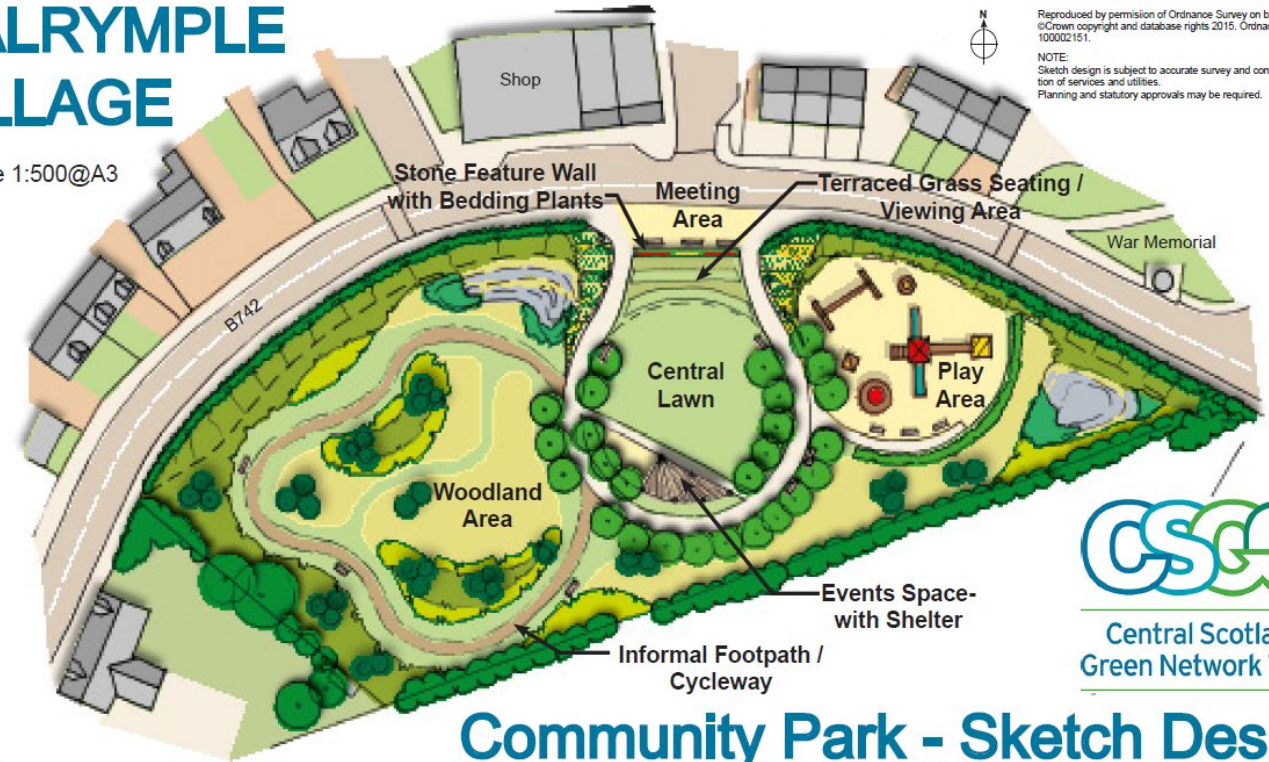 ALRYMPLE
LLAGE
e 1:500@A3
N
Reproduced by permisiion of Ordnance Survey on b
©Crown copyright and database rights 2015. Ordnan
100002151.
NOTE:
Sketch design is subject to accurate survey and con
tion of services and utilities.
Planning and statutory approvals may be required.
Shop
Stone Feature Wall
with Bedding Plants
Meeting
Area
Terraced Grass Seating /
Viewing Area
War Memorial
B742
Central
Lawn
Play
Area
Woodland
Area
Events Space-
with Shelter
Informal Footpath /
Cycleway
CSG
Central Scotla
Green Network
Community Park - Sketch Des